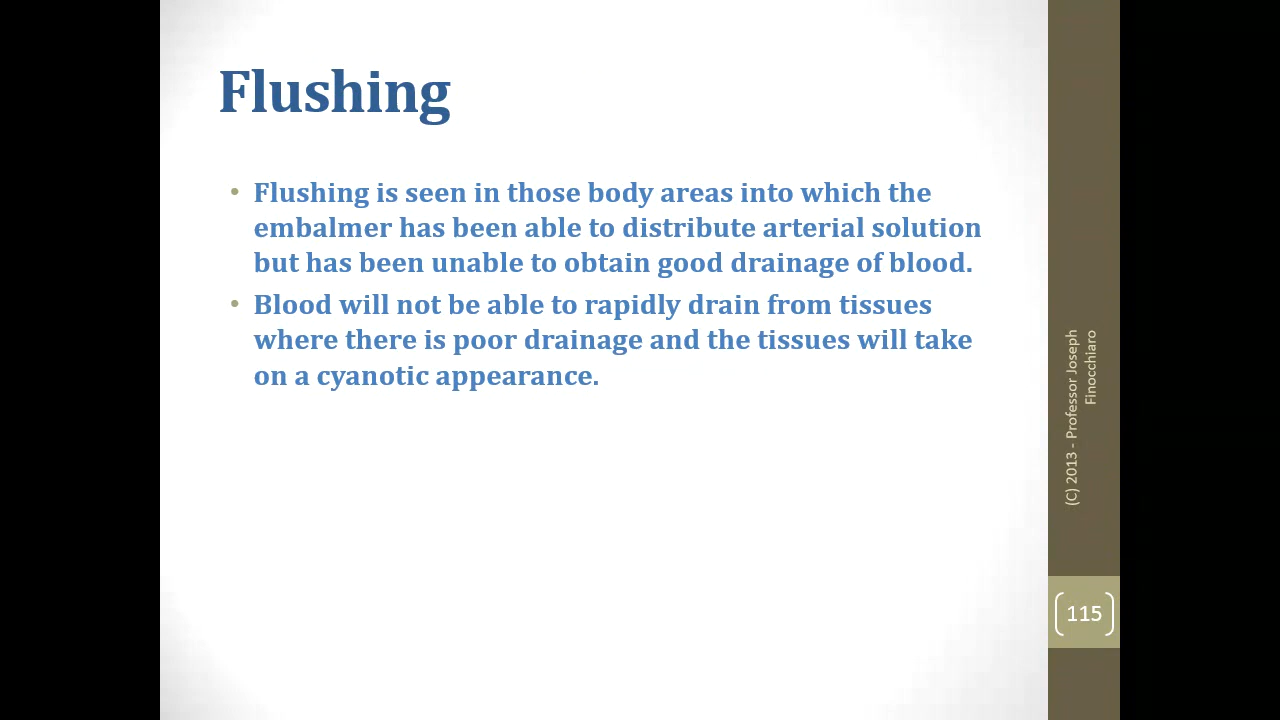 Flushing
• Flushing is seen in those body areas into which the
embalmer has been able to distribute arterial solution
but has been unable to obtain good drainage of blood.
• Blood will not be able to rapidly drain from tissues
where there is poor drainage and the tissues will take
on a cyanotic appearance.
(C) 2013 - Professor Joseph
Finocchiaro
115